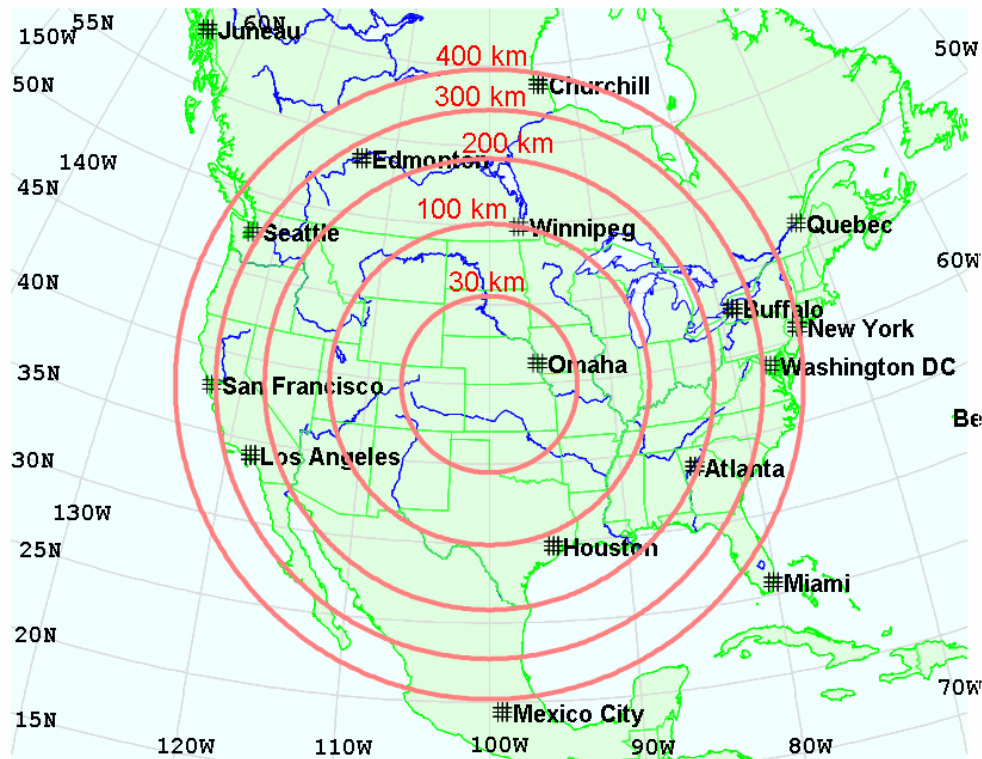 55N
60N
150W
Juneau
50W
400 km
50N
Churchill
300 km
200 km
140W
Edmonton
45N
100 km
Seattle
Winnipeg
Quebec
60W
40N
30 km
Buffalo
New York
35N
Omaha
Washington DC
San Francisco
Be
30N
Los Angeles
Atlanta
130W
25N
Houston
Miami
20N
70W
15N
Mexico City
120W
110W
100W
90W
80W